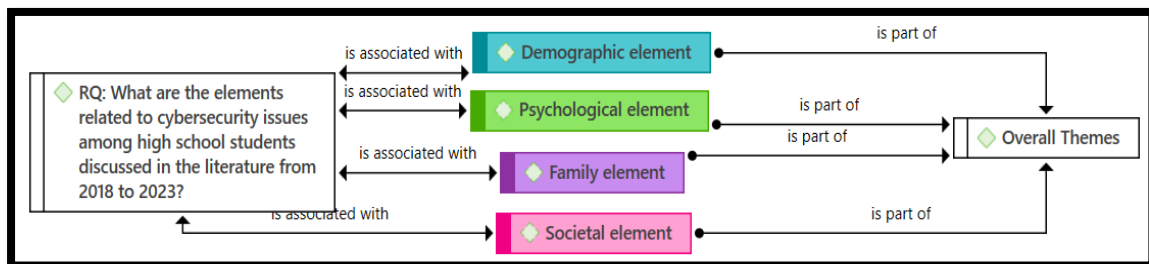 RQ: What are the elements
related to cybersecurity issues
among high school students
discussed in the literature from
2018 to 2023?
is associated with
is associated with
is associated with
is associated with
Demographic element
Psychological element
Family element
Societal element
is part of
is part of
is part of
is part of
Overall Themes